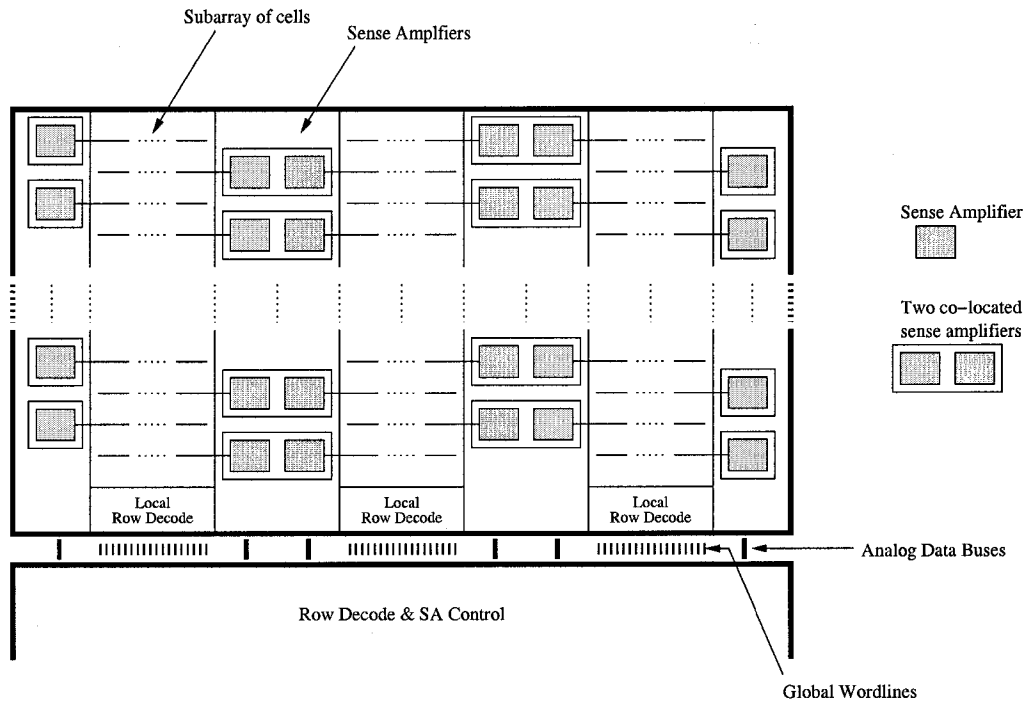 Subarray of cells
Sense Amplfiers
Sense Amplifier
Two co-located
sense amplifiers
Local
Row Decode
Local
Row Decode
Local
Row Decode
Analog Data Buses
Row Decode & SA Control
Global Wordlines